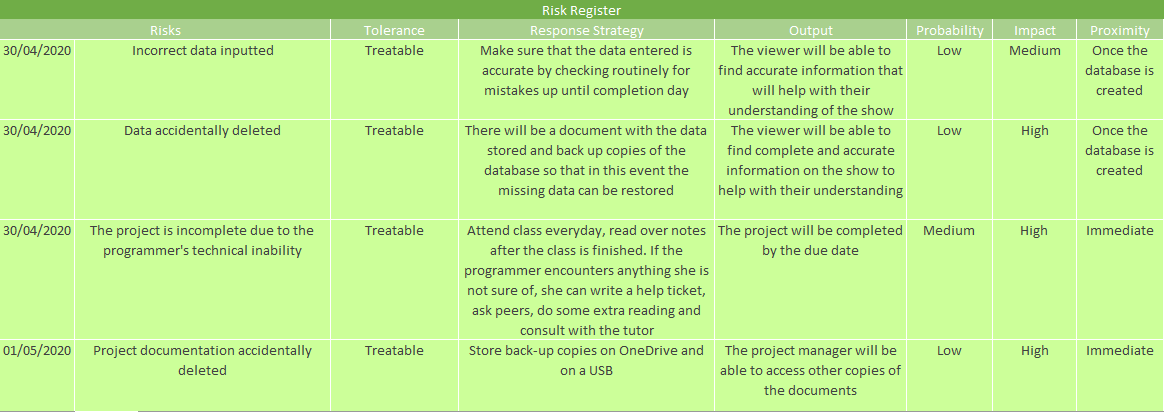 Risk Register
Risks Tolerance Response Strategy Output Probability Impact Proximity
30/04/2020 Incorrect data inputted Treatable Make sure that the data entered is The viewer will be able to Low Medium Once the
accurate by checking routinely for find accurate information that database is
mistakes up until completion day will help with their created
understanding of the show
30/04/2020 Data accidentally deleted Treatable There will be a document with the data The viewer will be able to Low High Once the
stored and back up copies of the find complete and accurate database is
database so that in this event the information on the show to created
missing data can be restored help with their understanding
30/04/2020 The project is incomplete due to the Treatable Attend class everyday, read over notes The project will be completed Medium High Immediate
programmer's technical inability after the class is finished. If the by the due date
programmer encounters anything she is
not sure of, she can write a help ticket,
ask peers, do some extra reading and
consult with the tutor
01/05/2020 Project documentation accidentally Treatable Store back-up copies on OneDrive and The project manager will be Low High Immediate
deleted on a USB able to access other copies of
the documents